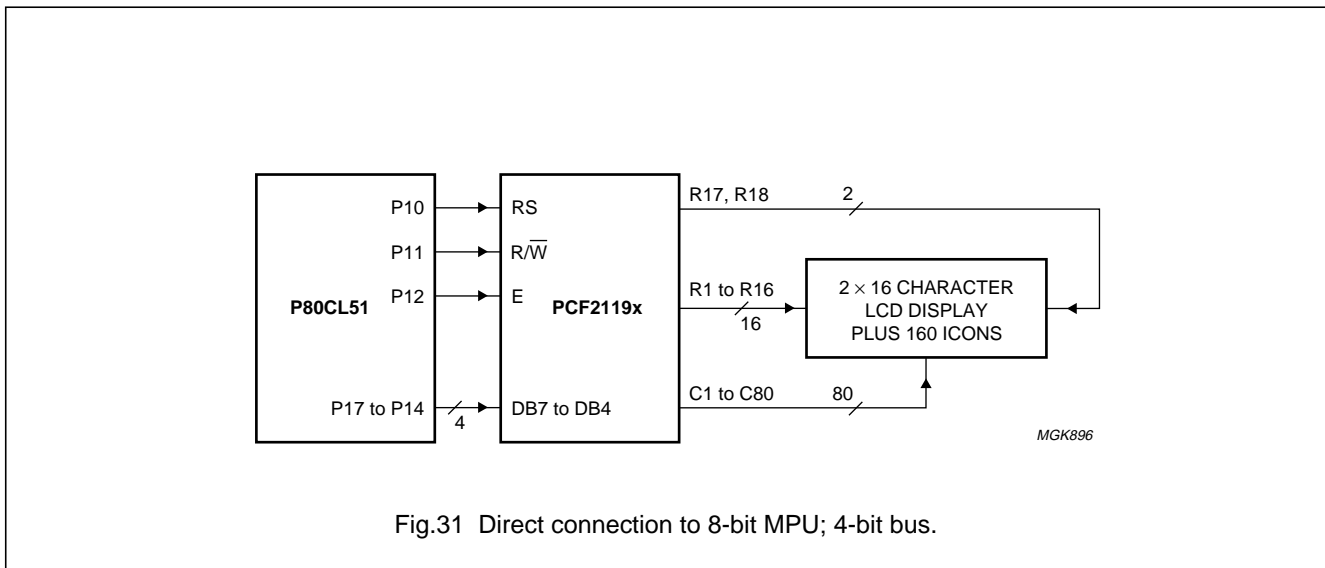 P80CL51
P10
P11
P12
P17 to P14
4
RS
R/W̅
E
PCF2119x
DB7 to DB4
R17, R18
2
R1 to R16
16
C1 to C80
80
2 × 16 CHARACTER
LCD DISPLAY
PLUS 160 ICONS
MGK896
Fig.31 Direct connection to 8-bit MPU; 4-bit bus.